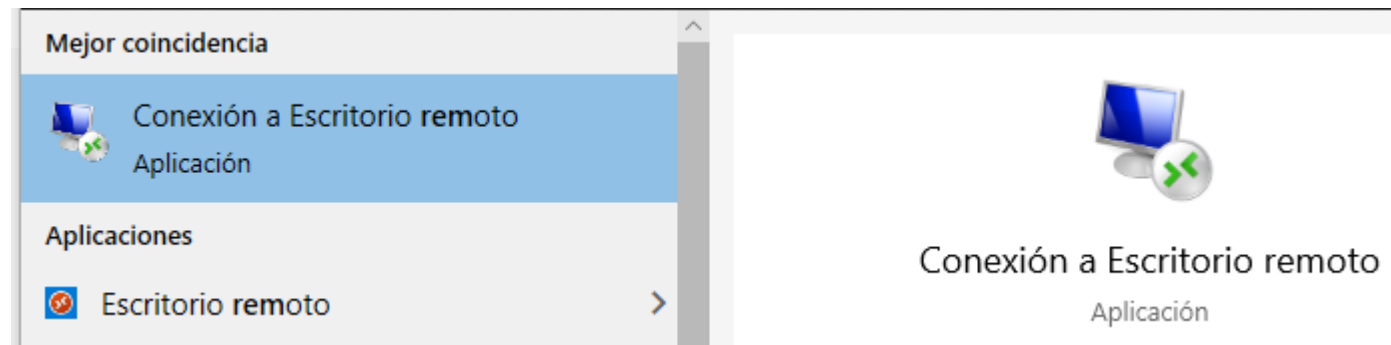 Mejor coincidencia
Conexión a Escritorio remoto
Aplicación
Aplicaciones
Escritorio remoto
Conexión a Escritorio remoto
Aplicación